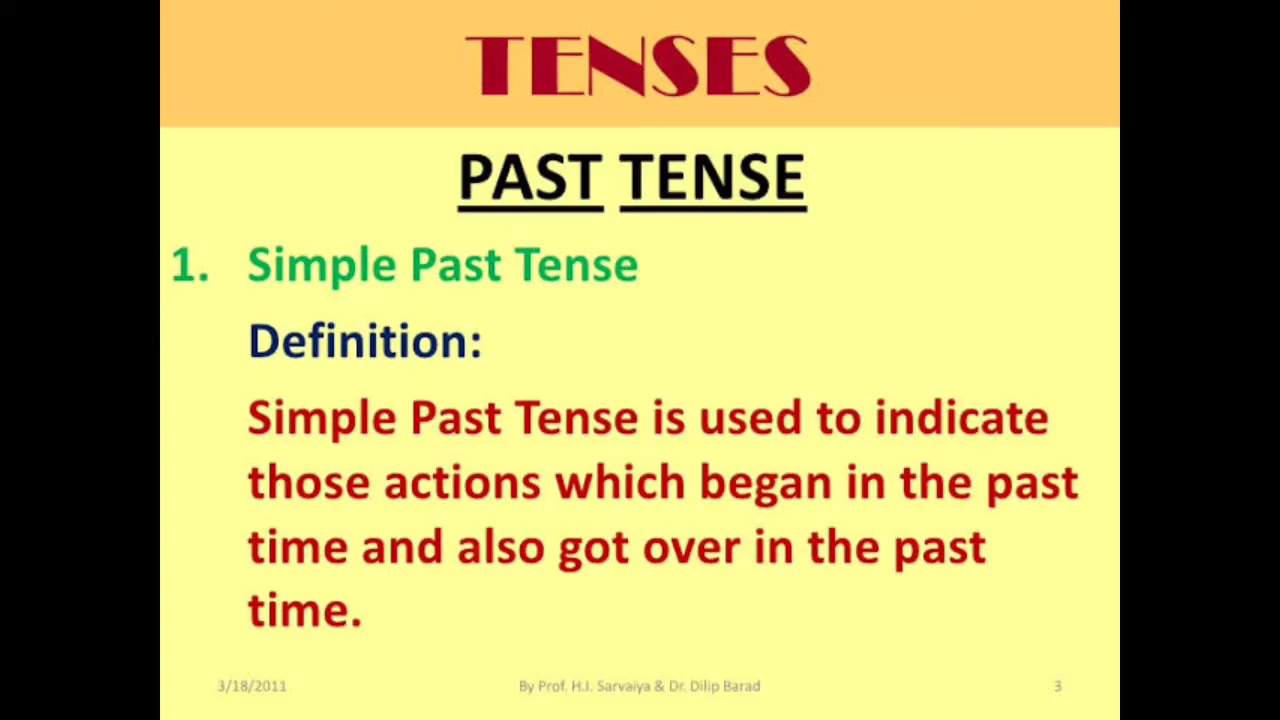 TENSES
PAST TENSE
1. Simple Past Tense
Definition:
Simple Past Tense is used to indicate
those actions which began in the past
time and also got over in the past
time.
3/18/2011 By Prof. H.I. Sarvaiya & Dr. Dilip Barad 3